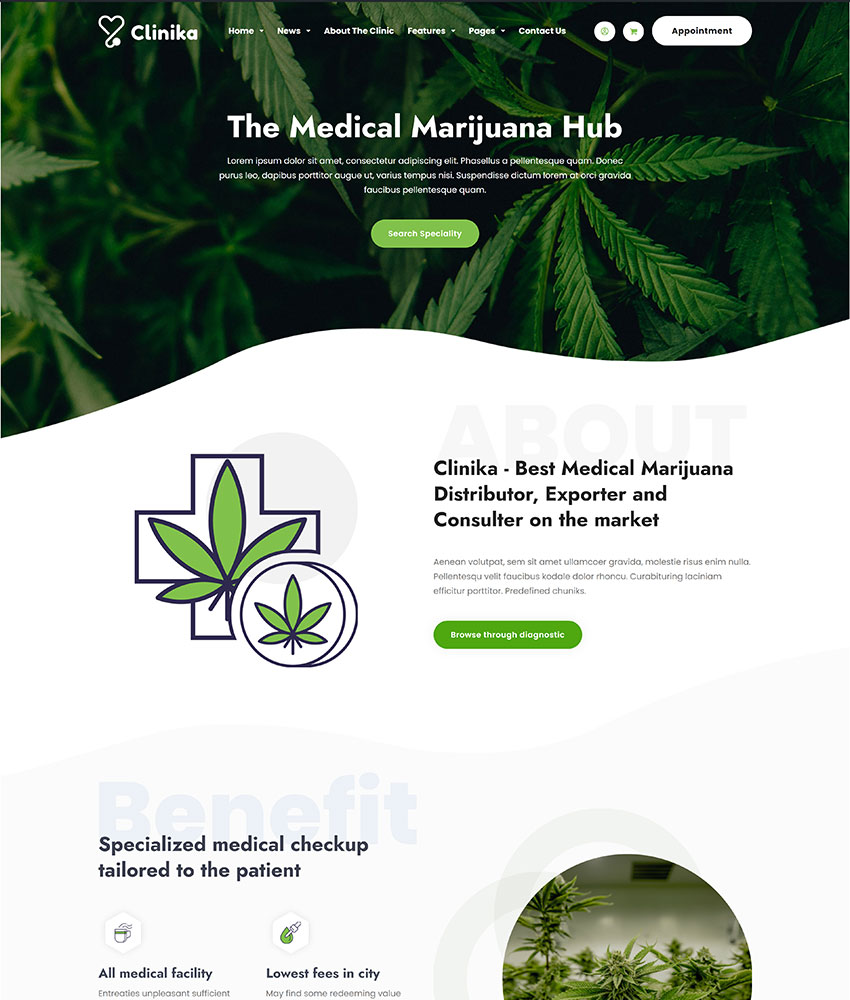 Clinika
Home News About The Clinic Features Pages Contact Us Appointment
The Medical Marijuana Hub
Lorem ipsum dolor sit amet, consectetur adipiscing elit. Phasellus a pellentesque quam. Donec
purus leo, dapibus porttitor augue ut, varius tempus nisi. Suspendisse dictum lorem at orci gravida
faucibus pellentesque quam.
Search Speciality
ABOUT
Clinika - Best Medical Marijuana
Distributor, Exporter and
Consulter on the market
Aenean volutpat, sem sit amet ullamcoer gravida, molestie risus enim nulla.
Pellentesqu velit faucibus kodale dolor rhoncu. Curabituring laciniam
efficitur porttitor. Predefined chuniks.
Browse through diagnostic
Benefit
Specialized medical checkup
tailored to the patient
All medical facility
Entreaties unpleasant sufficient
Lowest fees in city
May find some redeeming value